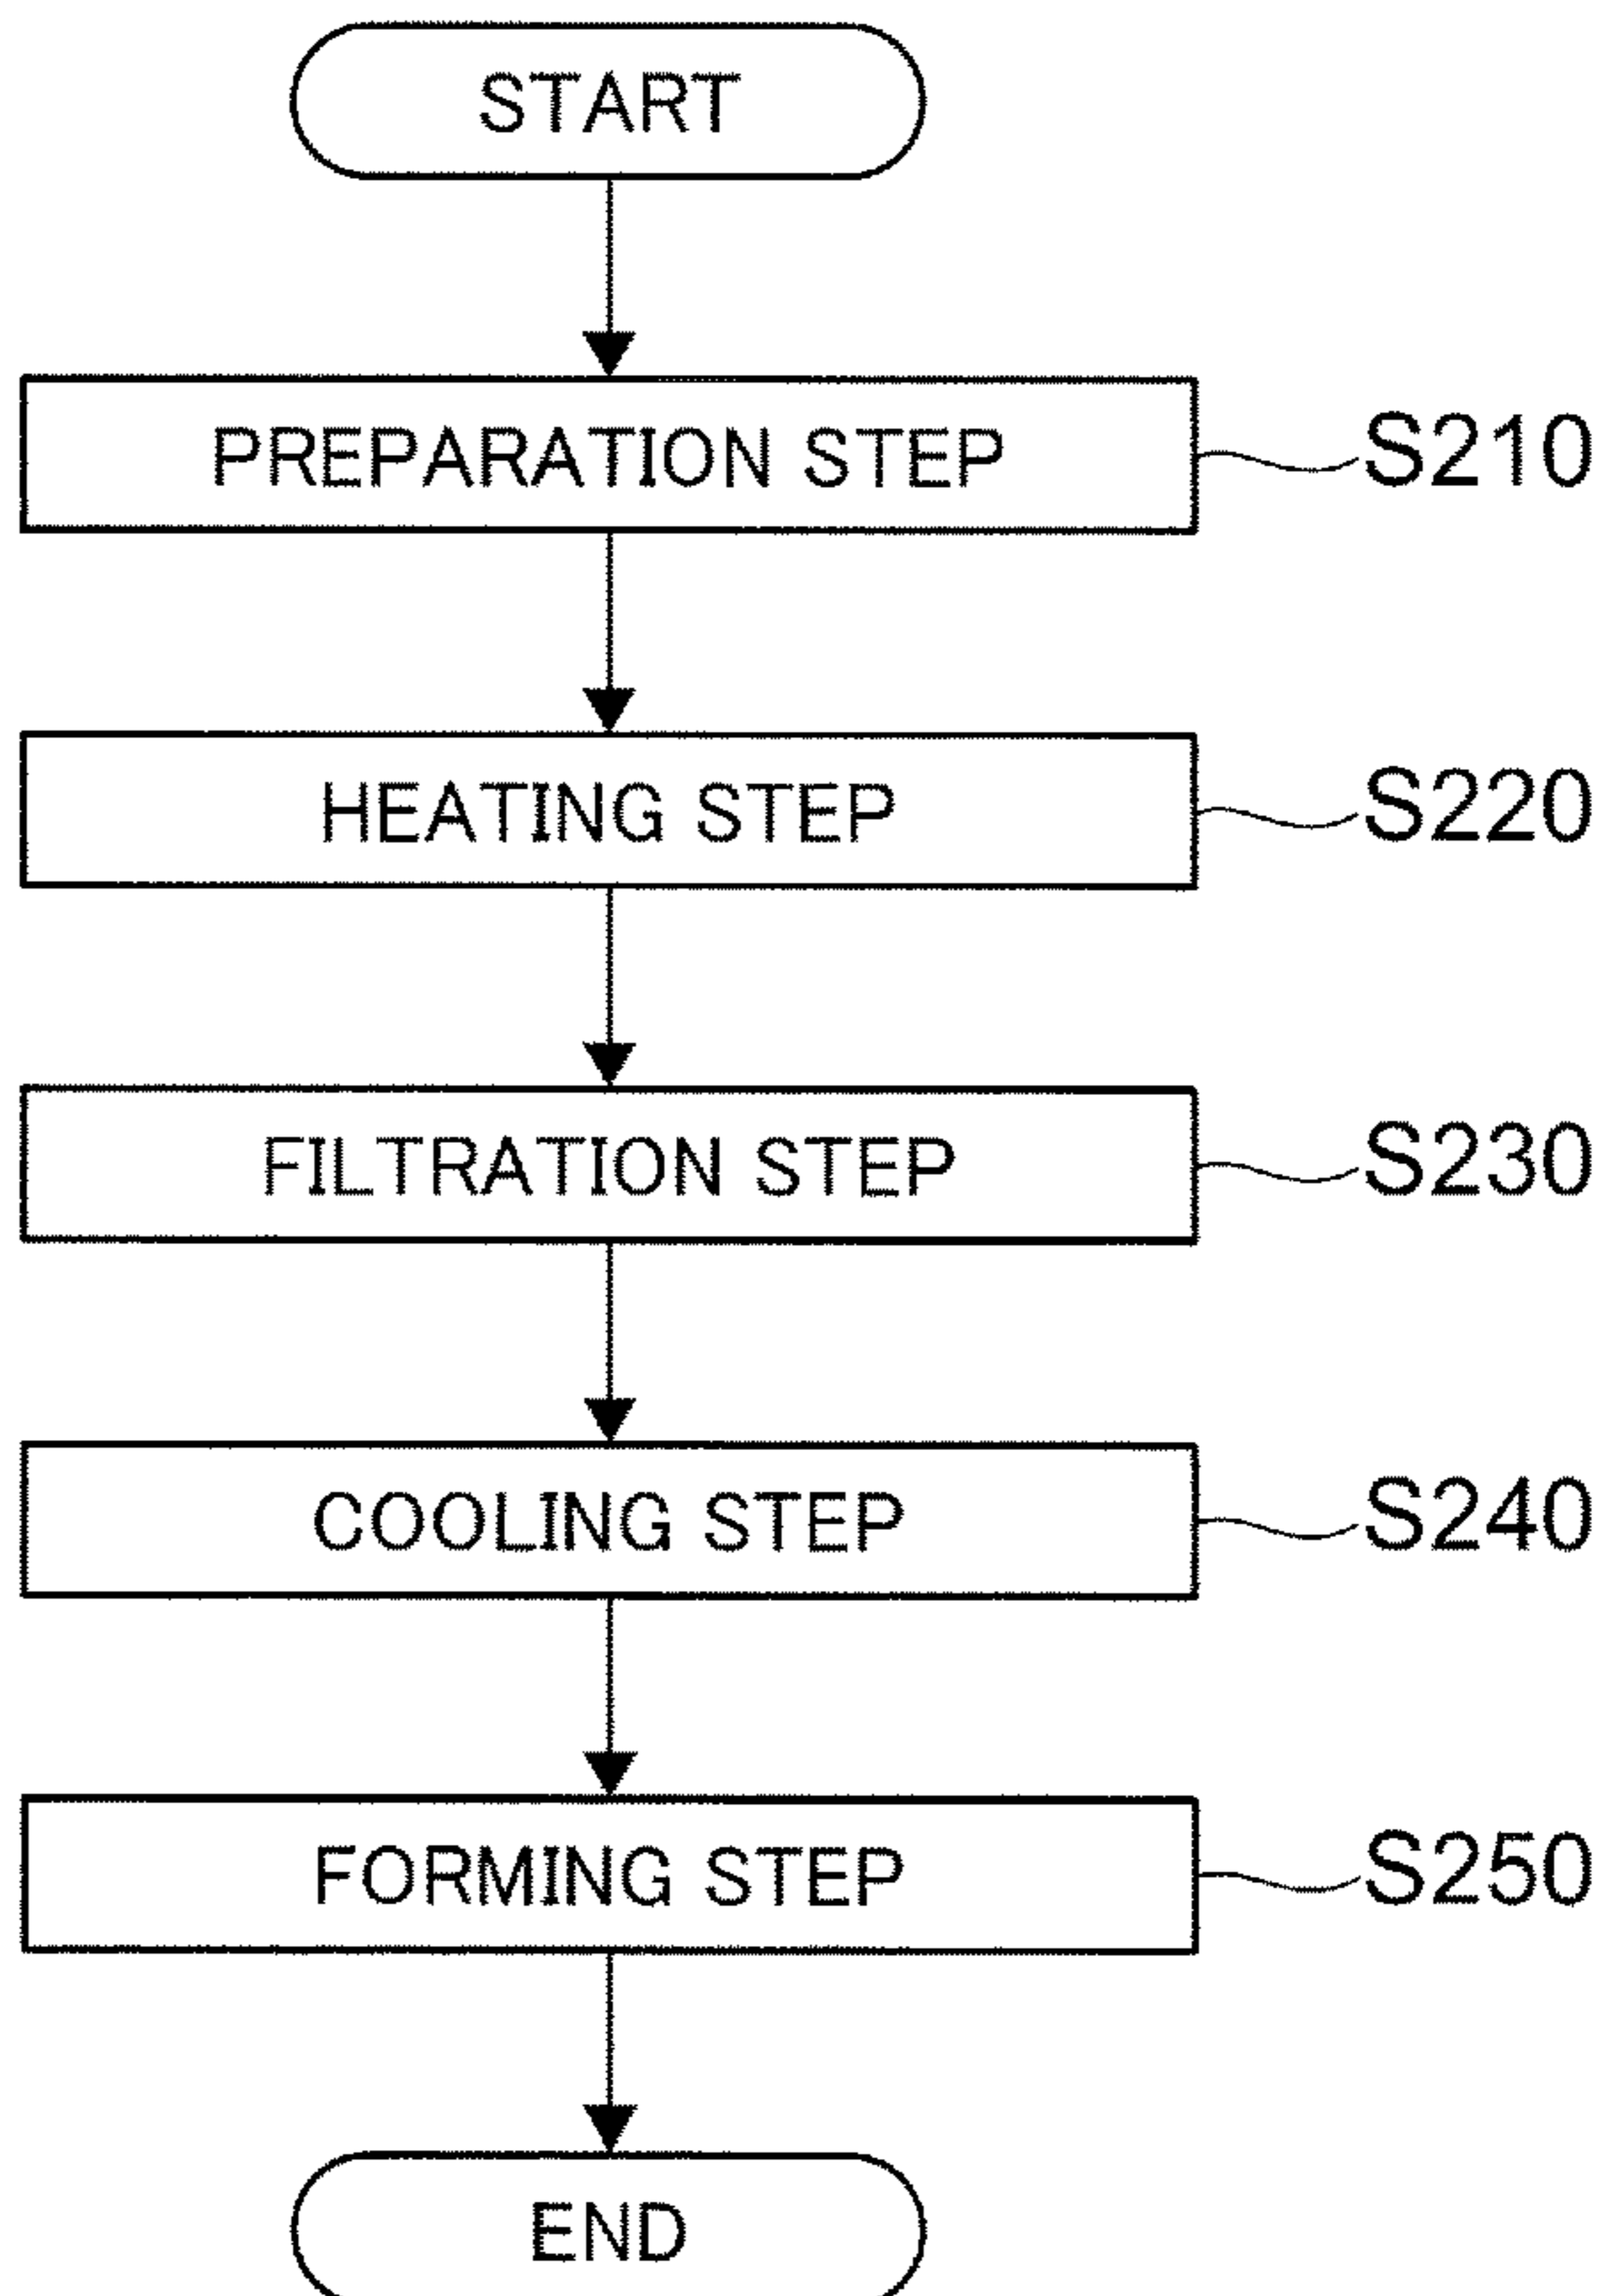 START
PREPARATION STEP S210
HEATING STEP S220
FILTRATION STEP S230
COOLING STEP S240
FORMING STEP S250
END